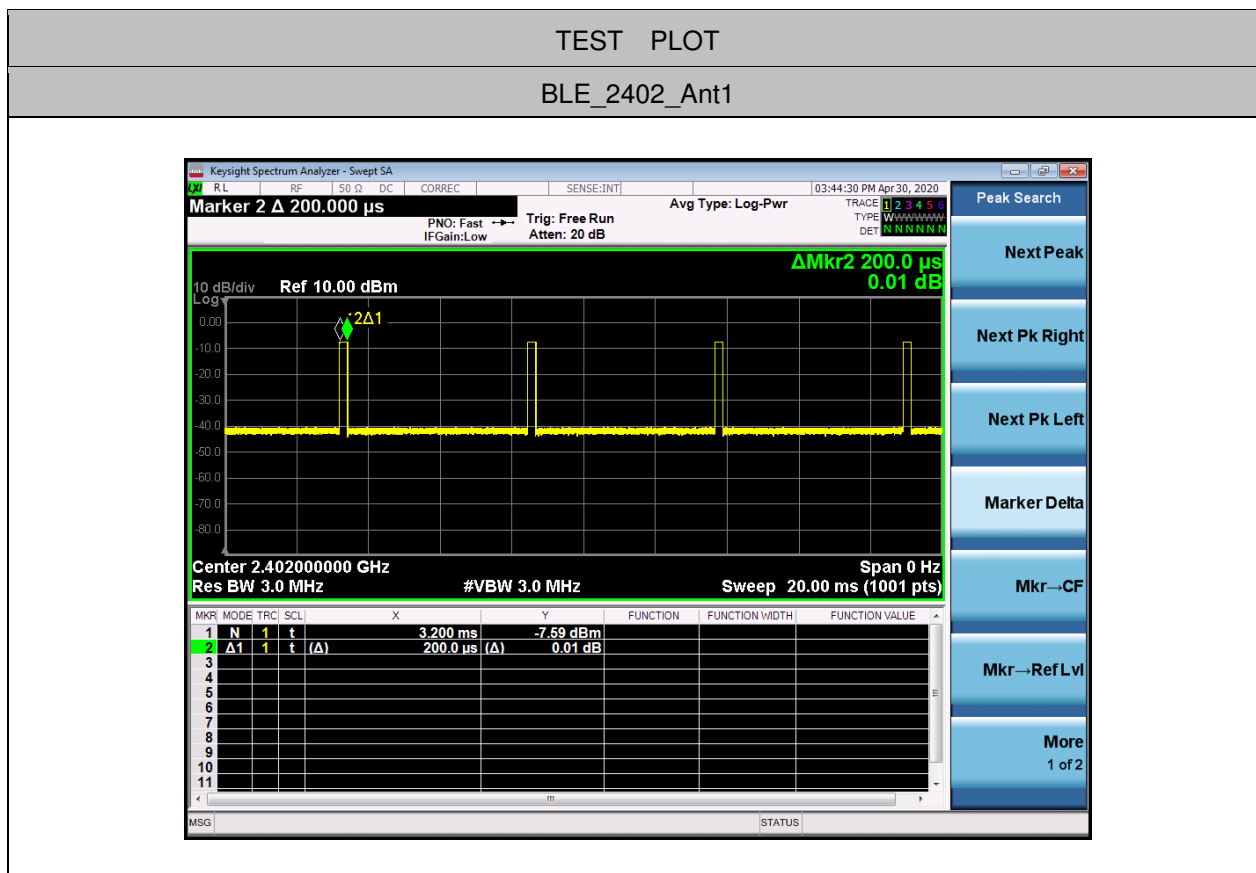 TEST PLOT
BLE_2402_Ant1
Keysight Spectrum Analyzer - Swept SA
LXI RL RF 50 Ω DC CORREC SENSE:INT 03:44:30 PM Apr 30, 2020
Marker 2 Δ 200.000 µs
PNO: Fast
IFGain:Low
Trig: Free Run
Atten: 20 dB
Avg Type: Log-Pwr
TRACE 1 2 3 4 5 6
TYPE WWWWWW
DET N N N N N N
Peak Search
Next Peak
Next Pk Right
Next Pk Left
Marker Delta
Mkr→CF
Mkr→Ref Lvl
More
1 of 2
ΔMkr2 200.0 µs
0.01 dB
10 dB/div Ref 10.00 dBm
Log
2Δ1
0.00
-10.0
-20.0
-30.0
-40.0
-50.0
-60.0
-70.0
-80.0
Center 2.402000000 GHz Span 0 Hz
Res BW 3.0 MHz #VBW 3.0 MHz Sweep 20.00 ms (1001 pts)
MKR MODE TRC SCL X Y FUNCTION FUNCTION WIDTH FUNCTION VALUE
1 N 1 t 3.200 ms -7.59 dBm
2 Δ1 1 t (Δ) 200.0 µs (Δ) 0.01 dB
3
4
5
6
7
8
9
10
11
MSG STATUS